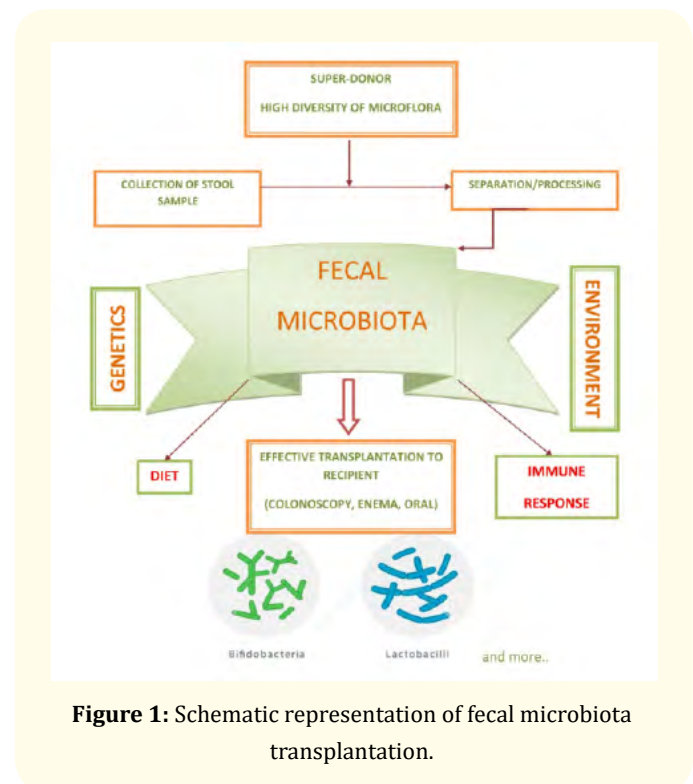 SUPER-DONOR
HIGH DIVERSITY OF MICROFLORA
COLLECTION OF STOOL
SAMPLE
SEPARATION/PROCESSING
FECAL
MICROBIOTA
GENETICS
ENVIRONMENT
DIET
EFFECTIVE TRANSPLANTATION TO
RECIPIENT
(COLONOSCOPY, ENEMA, ORAL)
IMMUNE
RESPONSE
Bifidobacteria
Lactobacilli
and more..
Figure 1: Schematic representation of fecal microbiota
transplantation.